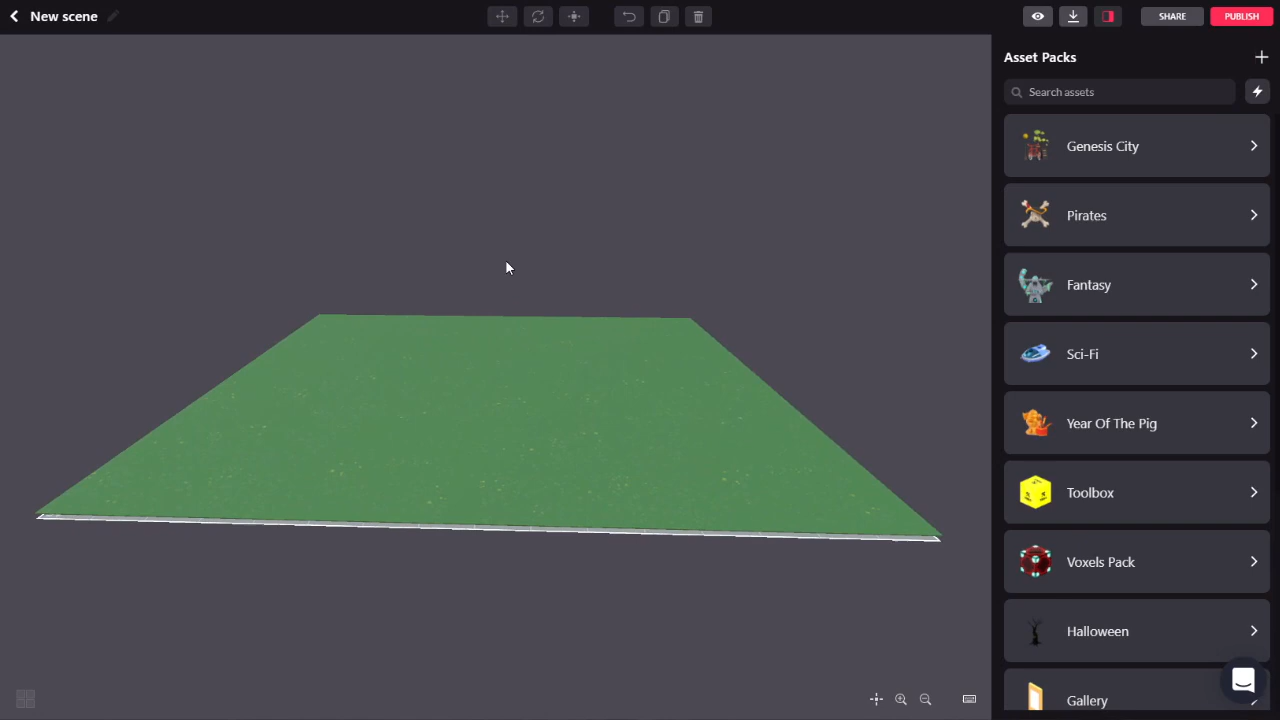 New scene
SHARE
PUBLISH
Asset Packs
Search assets
Genesis City
Pirates
Fantasy
Sci-Fi
Year Of The Pig
Toolbox
Voxels Pack
Halloween
Gallery